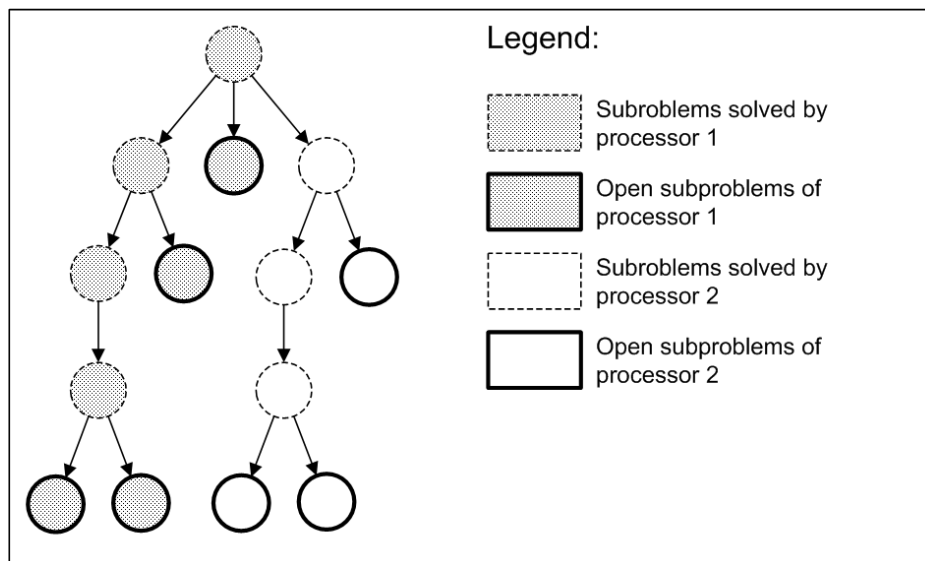 Legend:
Subroblems solved by
processor 1
Open subproblems of
processor 1
Subroblems solved by
processor 2
Open subproblems of
processor 2